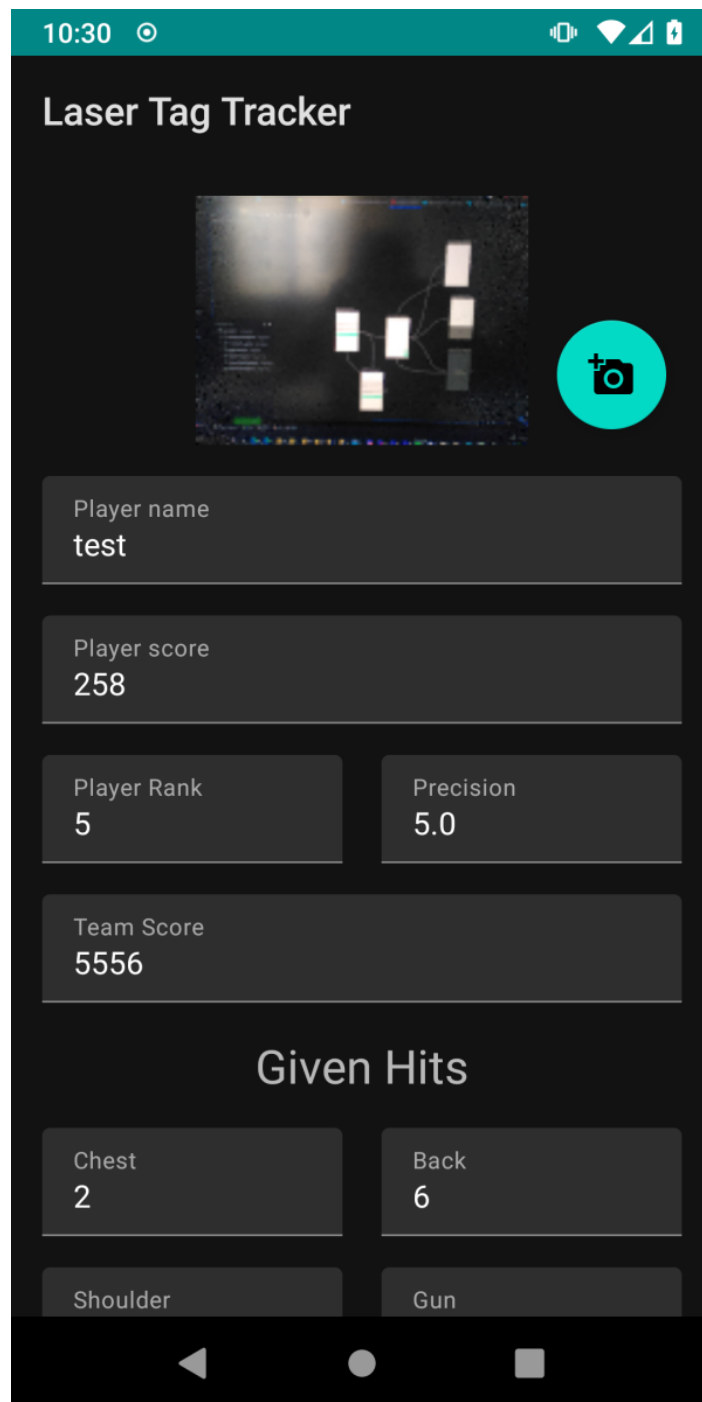 10:30
Laser Tag Tracker
Player name
test
Player score
258
Player Rank
5
Precision
5.0
Team Score
5556
Given Hits
Chest
2
Back
6
Shoulder
Gun